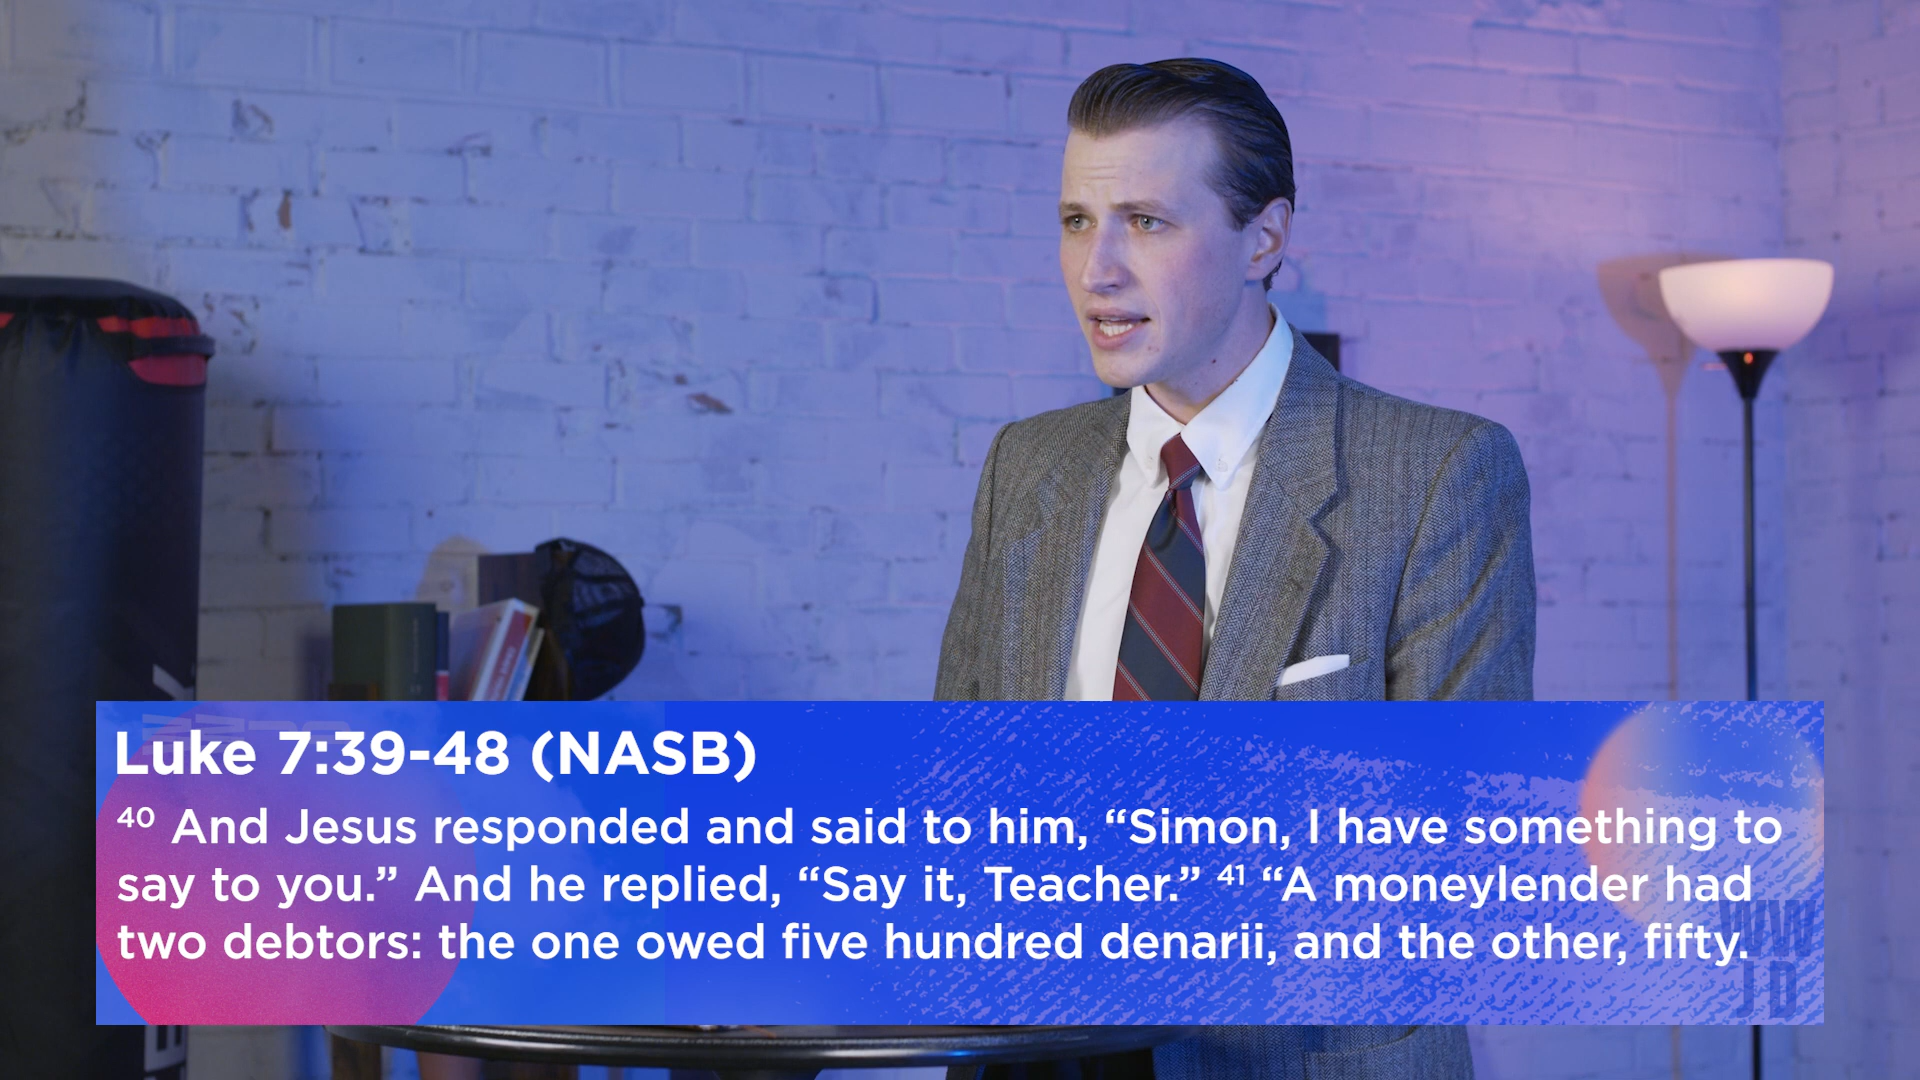 Luke 7:39-48 (NASB)
⁴⁰ And Jesus responded and said to him, “Simon, I have something to
say to you.” And he replied, “Say it, Teacher.” ⁴¹ “A moneylender had
two debtors: the one owed five hundred denarii, and the other, fifty.
WW
JD